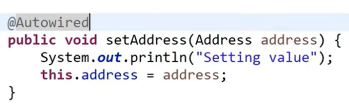 @Autowired
public void setAddress(Address address) {
System.out.println("Setting value");
this.address = address;
}